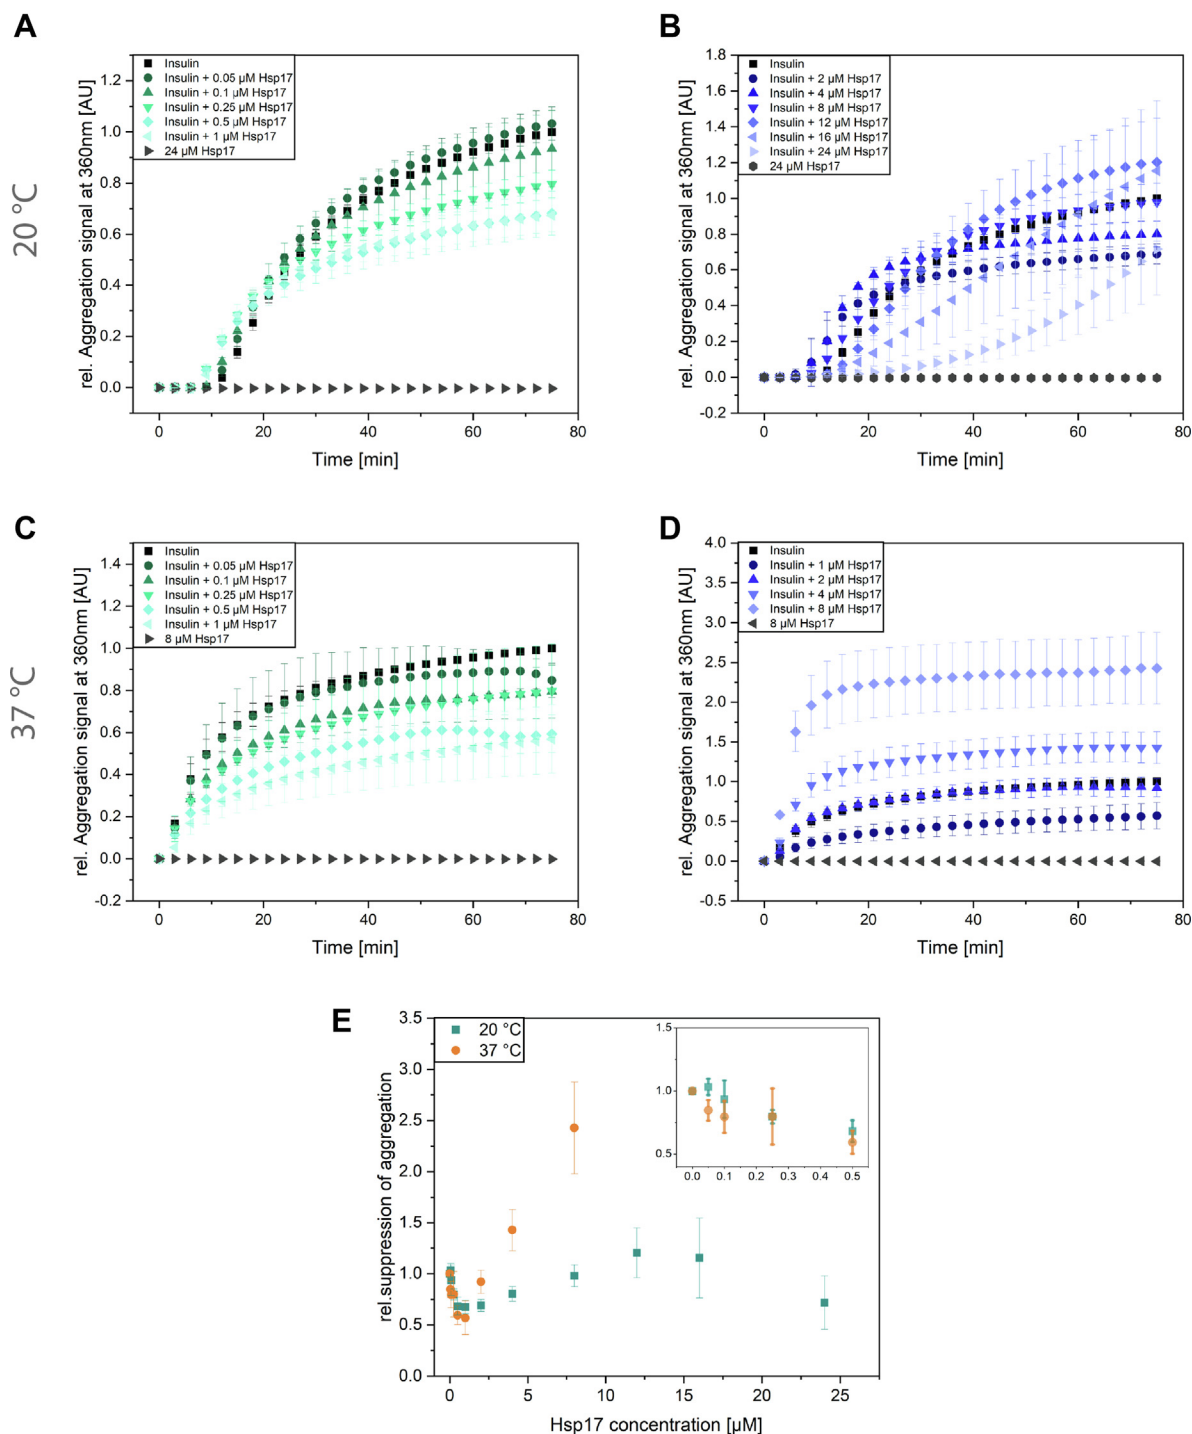 A
rel. Aggregation signal at 360nm [AU]
Insulin
Insulin + 0.05 µM Hsp17
Insulin + 0.1 µM Hsp17
Insulin + 0.25 µM Hsp17
Insulin + 0.5 µM Hsp17
Insulin + 1 µM Hsp17
24 µM Hsp17
1.2
1.0
0.8
0.6
0.4
0.2
0.0
0 20 40 60 80
Time [min]
B
rel. Aggregation signal at 360nm [AU]
Insulin
Insulin + 2 µM Hsp17
Insulin + 4 µM Hsp17
Insulin + 8 µM Hsp17
Insulin + 12 µM Hsp17
Insulin + 16 µM Hsp17
Insulin + 24 µM Hsp17
24 µM Hsp17
1.8
1.6
1.4
1.2
1.0
0.8
0.6
0.4
0.2
0.0
-0.2
0 20 40 60 80
Time [min]
20 °C
C
rel. Aggregation signal at 360nm [AU]
Insulin
Insulin + 0.05 µM Hsp17
Insulin + 0.1 µM Hsp17
Insulin + 0.25 µM Hsp17
Insulin + 0.5 µM Hsp17
Insulin + 1 µM Hsp17
8 µM Hsp17
1.4
1.2
1.0
0.8
0.6
0.4
0.2
0.0
-0.2
0 20 40 60 80
Time [min]
D
rel. Aggregation signal at 360nm [AU]
Insulin
Insulin + 1 µM Hsp17
Insulin + 2 µM Hsp17
Insulin + 4 µM Hsp17
Insulin + 8 µM Hsp17
8 µM Hsp17
4.0
3.5
3.0
2.5
2.0
1.5
1.0
0.5
0.0
-0.5
0 20 40 60 80
Time [min]
37 °C
E
rel.suppression of aggregation
20 °C
37 °C
3.5
3.0
2.5
2.0
1.5
1.0
0.5
0.0
0 5 10 15 20 25
Hsp17 concentration [µM]
1.5
1.0
0.5
0.0 0.1 0.2 0.3 0.4 0.5